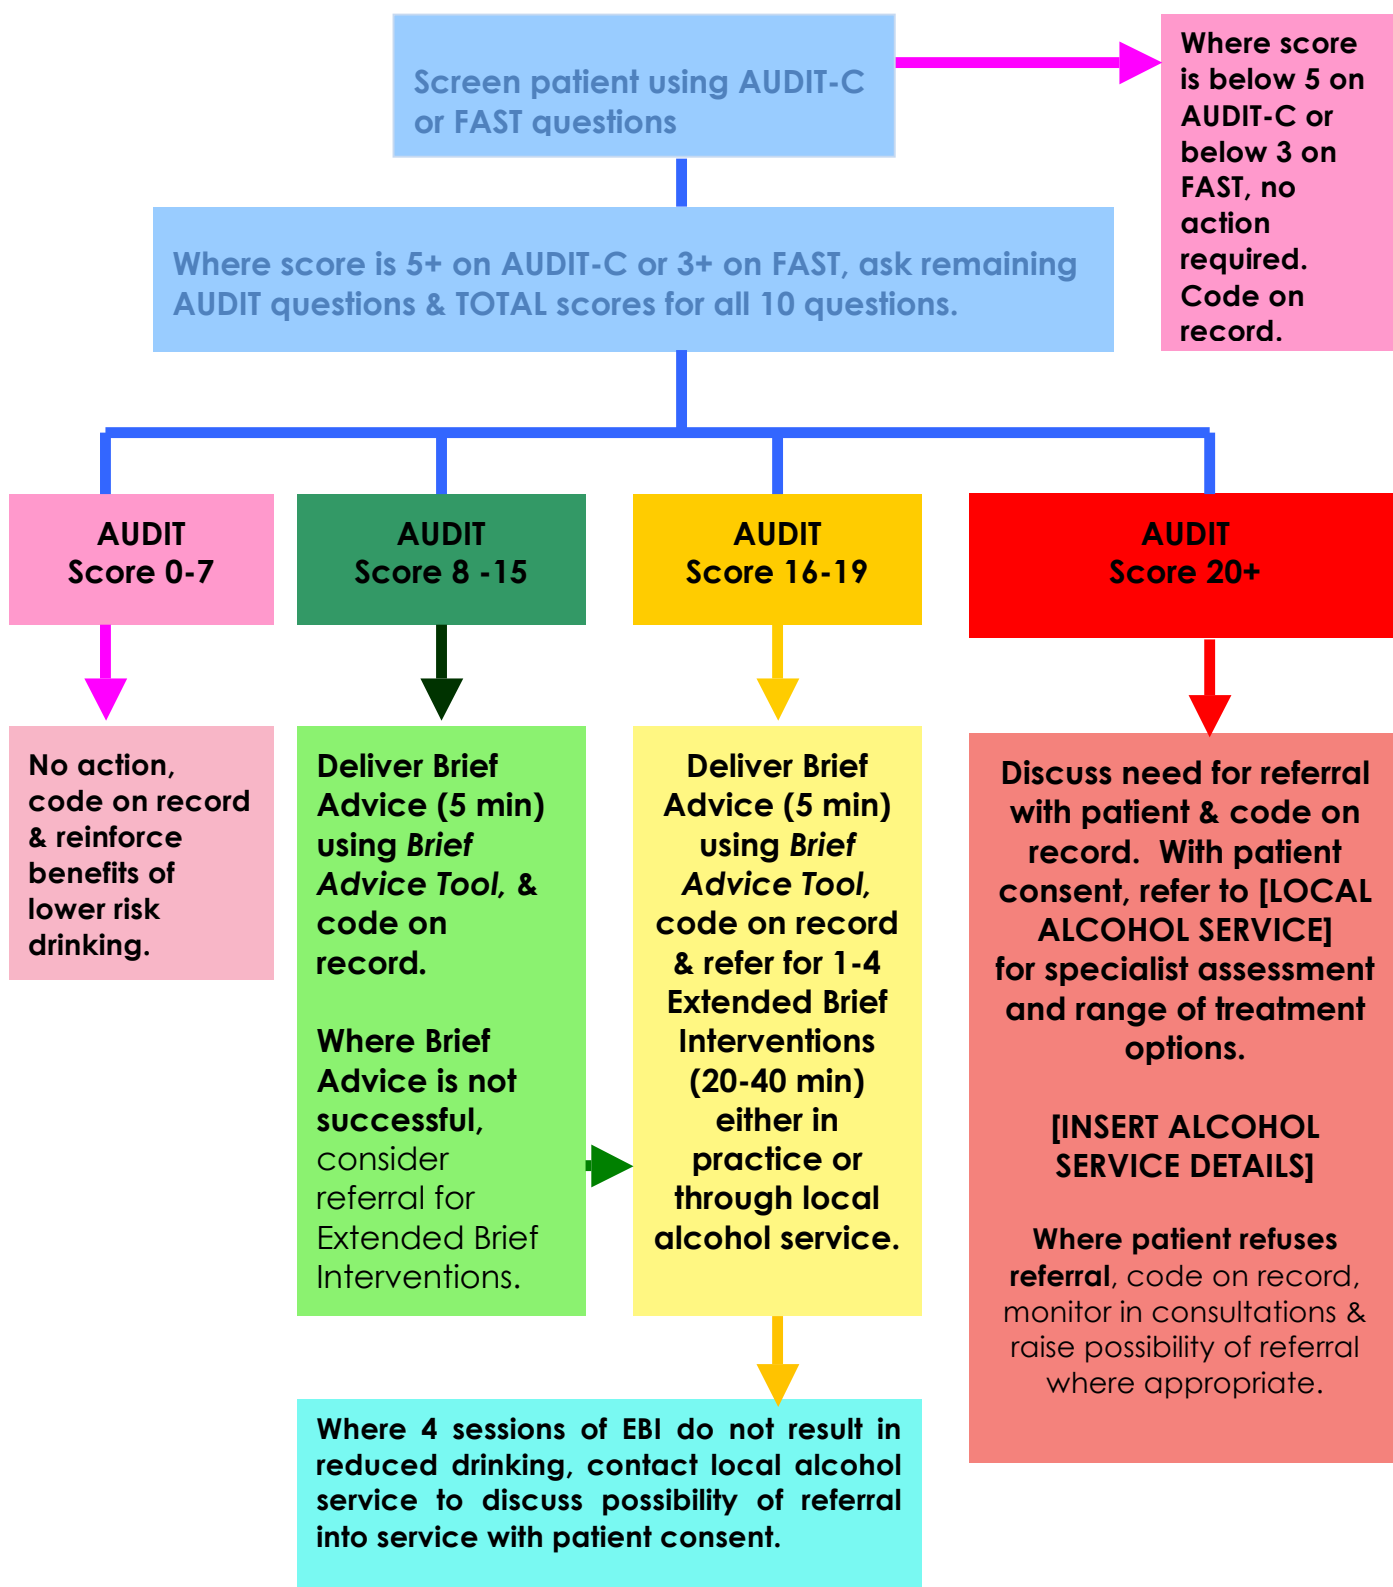 Screen patient using AUDIT-C
or FAST questions
Where score
is below 5 on
AUDIT-C or
below 3 on
FAST, no
action
required.
Code on
record.
Where score is 5+ on AUDIT-C or 3+ on FAST, ask remaining
AUDIT questions & TOTAL scores for all 10 questions.
AUDIT
Score 0-7
AUDIT
Score 8 -15
AUDIT
Score 16-19
AUDIT
Score 20+
No action,
code on record
& reinforce
benefits of
lower risk
drinking.
Deliver Brief
Advice (5 min)
using Brief
Advice Tool, &
code on
record.
Where Brief
Advice is not
successful,
consider
referral for
Extended Brief
Interventions.
Deliver Brief
Advice (5 min)
using Brief
Advice Tool,
code on record
& refer for 1-4
Extended Brief
Interventions
(20-40 min)
either in
practice or
through local
alcohol service.
Discuss need for referral
with patient & code on
record.  With patient
consent, refer to [LOCAL
ALCOHOL SERVICE]
for specialist assessment
and range of treatment
options.
[INSERT ALCOHOL
SERVICE DETAILS]
Where patient refuses
referral, code on record,
monitor in consultations &
raise possibility of referral
where appropriate.
Where 4 sessions of EBI do not result in
reduced drinking, contact local alcohol
service to discuss possibility of referral
into service with patient consent.